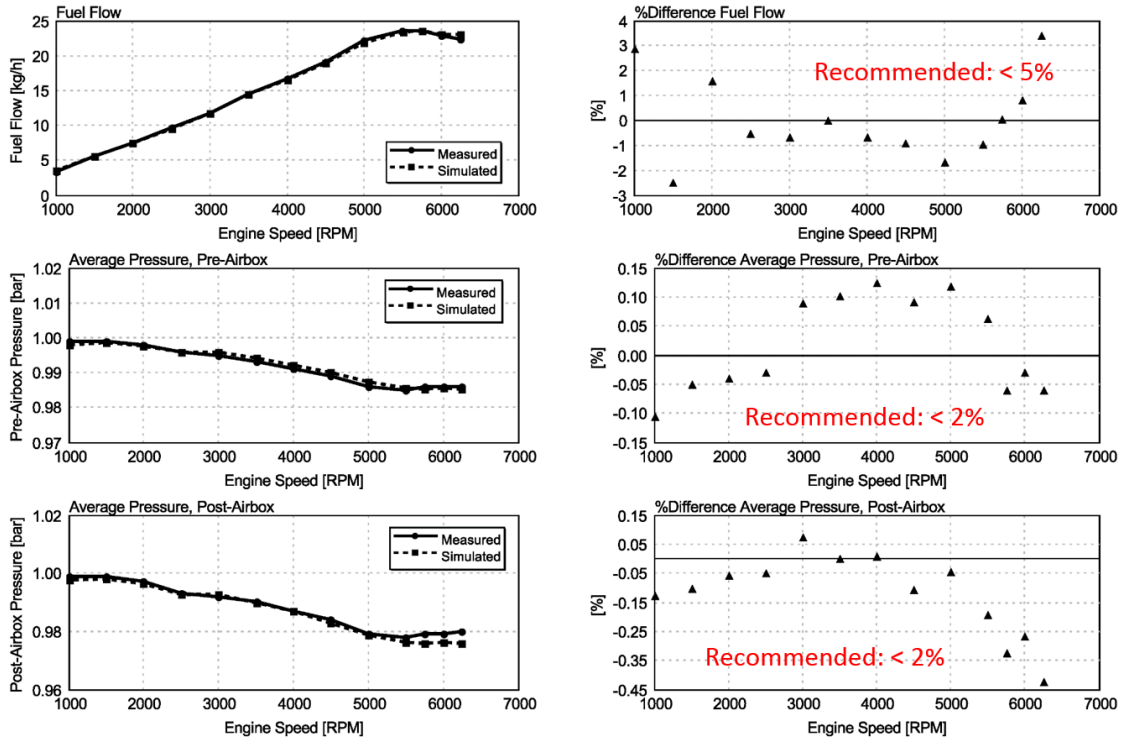 Fuel Flow
Fuel Flow [kg/h]
25
20
15
10
5
0
Measured
Simulated
1000 2000 3000 4000 5000 6000 7000
Engine Speed [RPM]
%Difference Fuel Flow
[%]
4
3
2
1
0
-1
-2
-3
Recommended: < 5%
1000 2000 3000 4000 5000 6000 7000
Engine Speed [RPM]
Average Pressure, Pre-Airbox
Pre-Airbox Pressure [bar]
1.02
1.01
1.00
0.99
0.98
0.97
Measured
Simulated
1000 2000 3000 4000 5000 6000 7000
Engine Speed [RPM]
%Difference Average Pressure, Pre-Airbox
[%]
0.15
0.10
0.05
0.00
-0.05
-0.10
-0.15
Recommended: < 2%
1000 2000 3000 4000 5000 6000 7000
Engine Speed [RPM]
Average Pressure, Post-Airbox
Post-Airbox Pressure [bar]
1.02
1.00
0.98
0.96
Measured
Simulated
1000 2000 3000 4000 5000 6000 7000
Engine Speed [RPM]
%Difference Average Pressure, Post-Airbox
[%]
0.15
0.05
-0.05
-0.15
-0.25
-0.35
-0.45
Recommended: < 2%
1000 2000 3000 4000 5000 6000 7000
Engine Speed [RPM]